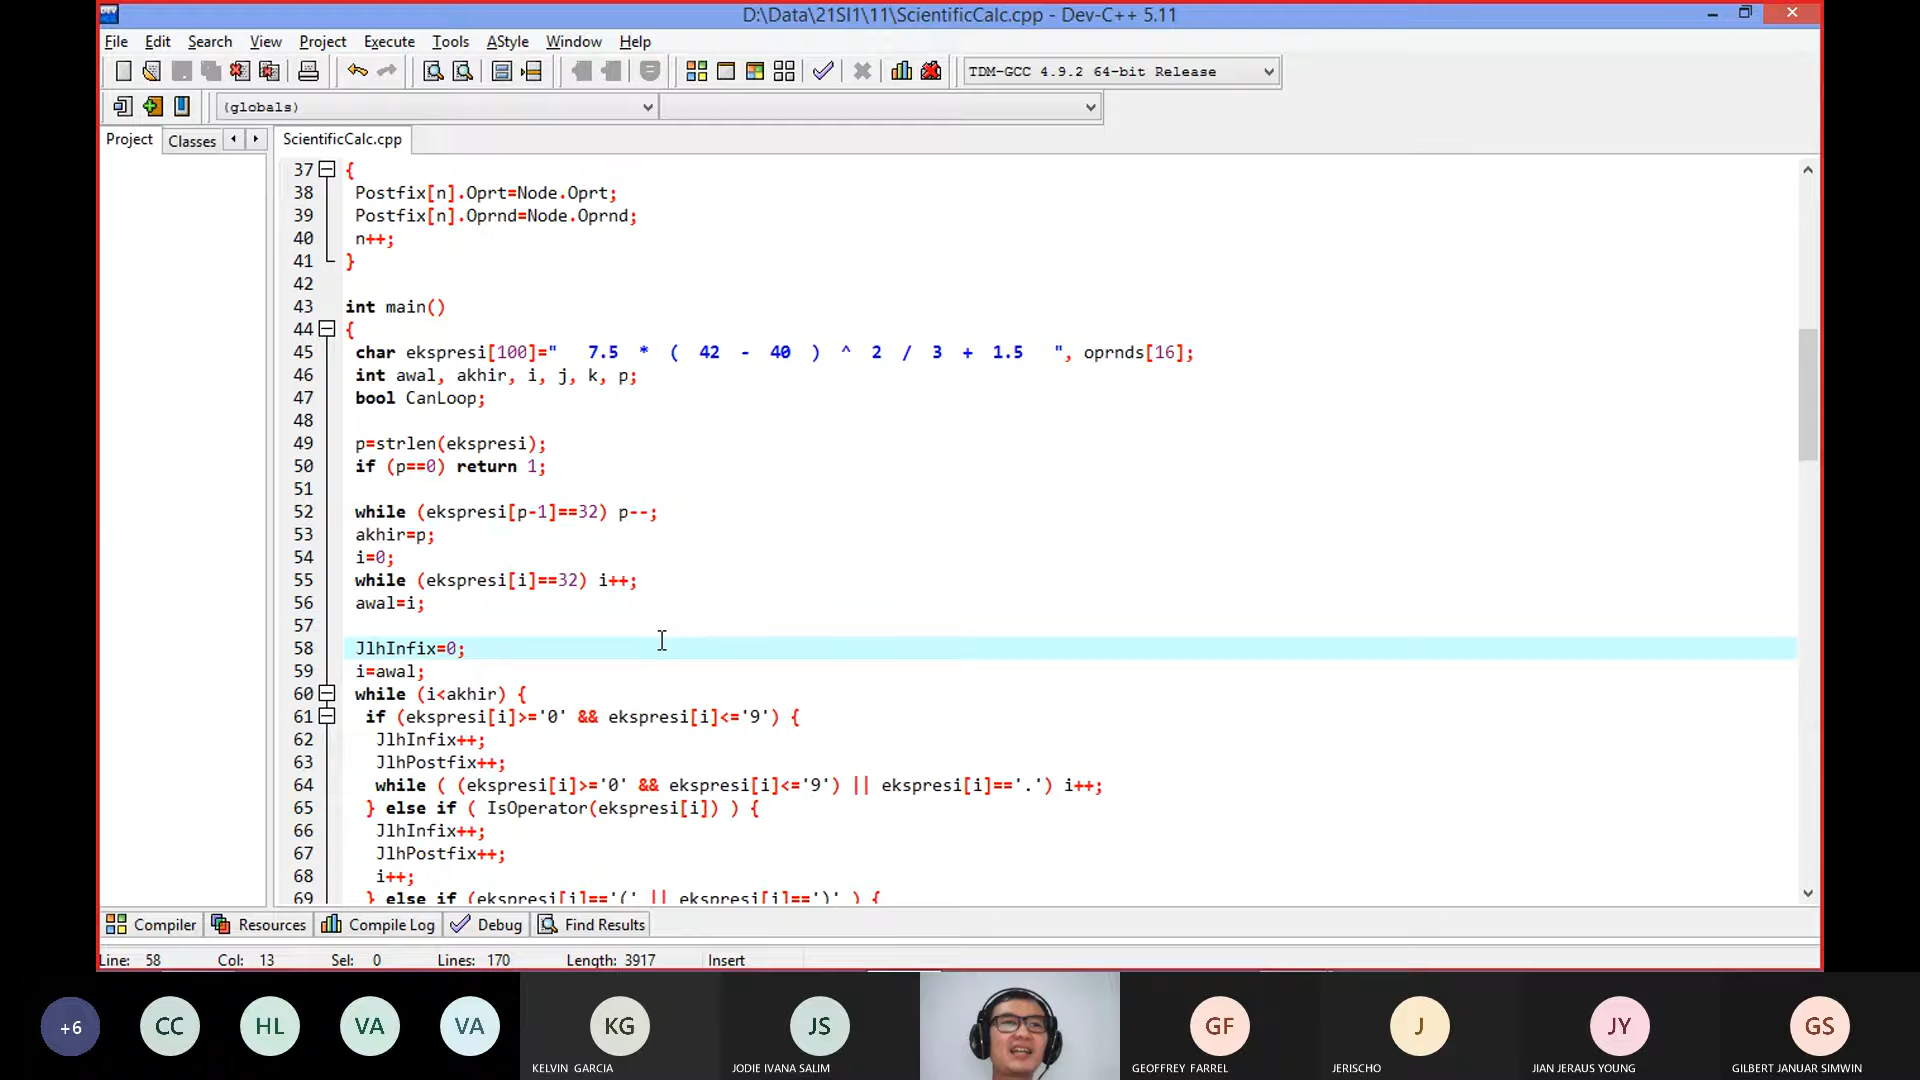 D:\Data\21SI1\11\ScientificCalc.cpp - Dev-C++ 5.11
File Edit Search View Project Execute Tools AStyle Window Help
TDM-GCC 4.9.2 64-bit Release
(globals)
Project Classes ScientificCalc.cpp
37 {
38 Postfix[n].Oprt=Node.Oprt;
39 Postfix[n].Oprnd=Node.Oprnd;
40 n++;
41 }
42
43 int main()
44 {
45 char ekspresi[100]="   7.5  *  (  42  -  40  )  ^  2  /  3  +  1.5   ", oprnds[16];
46 int awal, akhir, i, j, k, p;
47 bool CanLoop;
48
49 p=strlen(ekspresi);
50 if (p==0) return 1;
51
52 while (ekspresi[p-1]==32) p--;
53 akhir=p;
54 i=0;
55 while (ekspresi[i]==32) i++;
56 awal=i;
57
58 JlhInfix=0;
59 i=awal;
60 while (i<akhir) {
61 if (ekspresi[i]>='0' && ekspresi[i]<='9') {
62 JlhInfix++;
63 JlhPostfix++;
64 while ( (ekspresi[i]>='0' && ekspresi[i]<='9') || ekspresi[i]=='.') i++;
65 } else if ( IsOperator(ekspresi[i]) ) {
66 JlhInfix++;
67 JlhPostfix++;
68 i++;
69 } else if (ekspresi[i]=='(' || ekspresi[i]==')' ) {
Compiler Resources Compile Log Debug Find Results
Line: 58 Col: 13 Sel: 0 Lines: 170 Length: 3917 Insert
+6 CC HL VA VA KG JS GF J JY GS
KELVIN GARCIA JODIE IVANA SALIM GEOFFREY FARREL JERISCHO JIAN JERAUS YOUNG GILBERT JANUAR SIMWIN